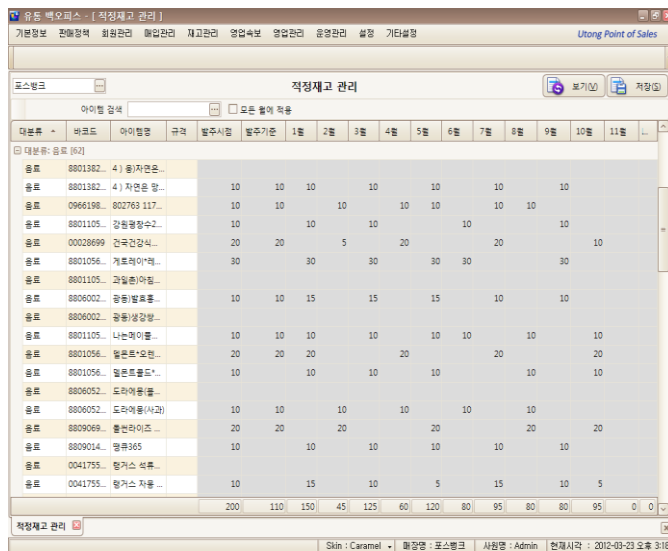 유통 백오피스 - [ 적정재고 관리 ]
기본정보 판매정책 회원관리 매입관리 재고관리 영업속보 영업관리 운영관리 설정 기타설정 Utong Point of Sales
포스뱅크 ... 적정재고 관리 보기(V) 저장(S)
아이템 검색 ... 모든 월에 적용
대분류 바코드 아이템명 규격 발주시점 발주기준 1월 2월 3월 4월 5월 6월 7월 8월 9월 10월 11월 ...
대분류: 음료 [62]
음료 8801382...
음료 8801382... 4 ) 자연은 망... 10 10 10 10 10 10 10
음료 0966198... 802763 117... 10 10 10 10 10 10 10
음료 8801105... 강원평창수2... 10 10 10 10 10
음료 00028699 건국건강식... 20 20 5 20 20 10
음료 8801056... 게토레이*레... 30 30 30 30 30 30
음료 8801105... 과일촌)아침...
음료 8806002... 광동)발효홍... 10 10 15 15 15 10 10
음료 8806002... 광동)생강쌍...
음료 8801105... 나는메이플... 10 10 10 10 10 10 10 10
음료 8801056... 델몬트*오렌... 20 20 20 20 20 20
음료 8801056... 델몬트콜드*... 10 10 10 10 10 10
음료 8806052...
음료 8806052... 도라에몽(사과) 10 10 10 10 10 10
음료 8809069... 돌썬라이즈 ... 20 20 20 20 20 20
음료 8809014... 땡큐365 10 10 10 10 10 10
음료 0041755... 랭거스 석류...
음료 0041755... 랭거스 자몽 ... 10 15 10 5 15 10 5
200 110 150 45 125 60 120 80 95 80 80 95 0 0
적정재고 관리
Skin : Caramel 매장명 : 포스뱅크 사원명 : Admin 현재시각 : 2012-03-23 오후 3:18